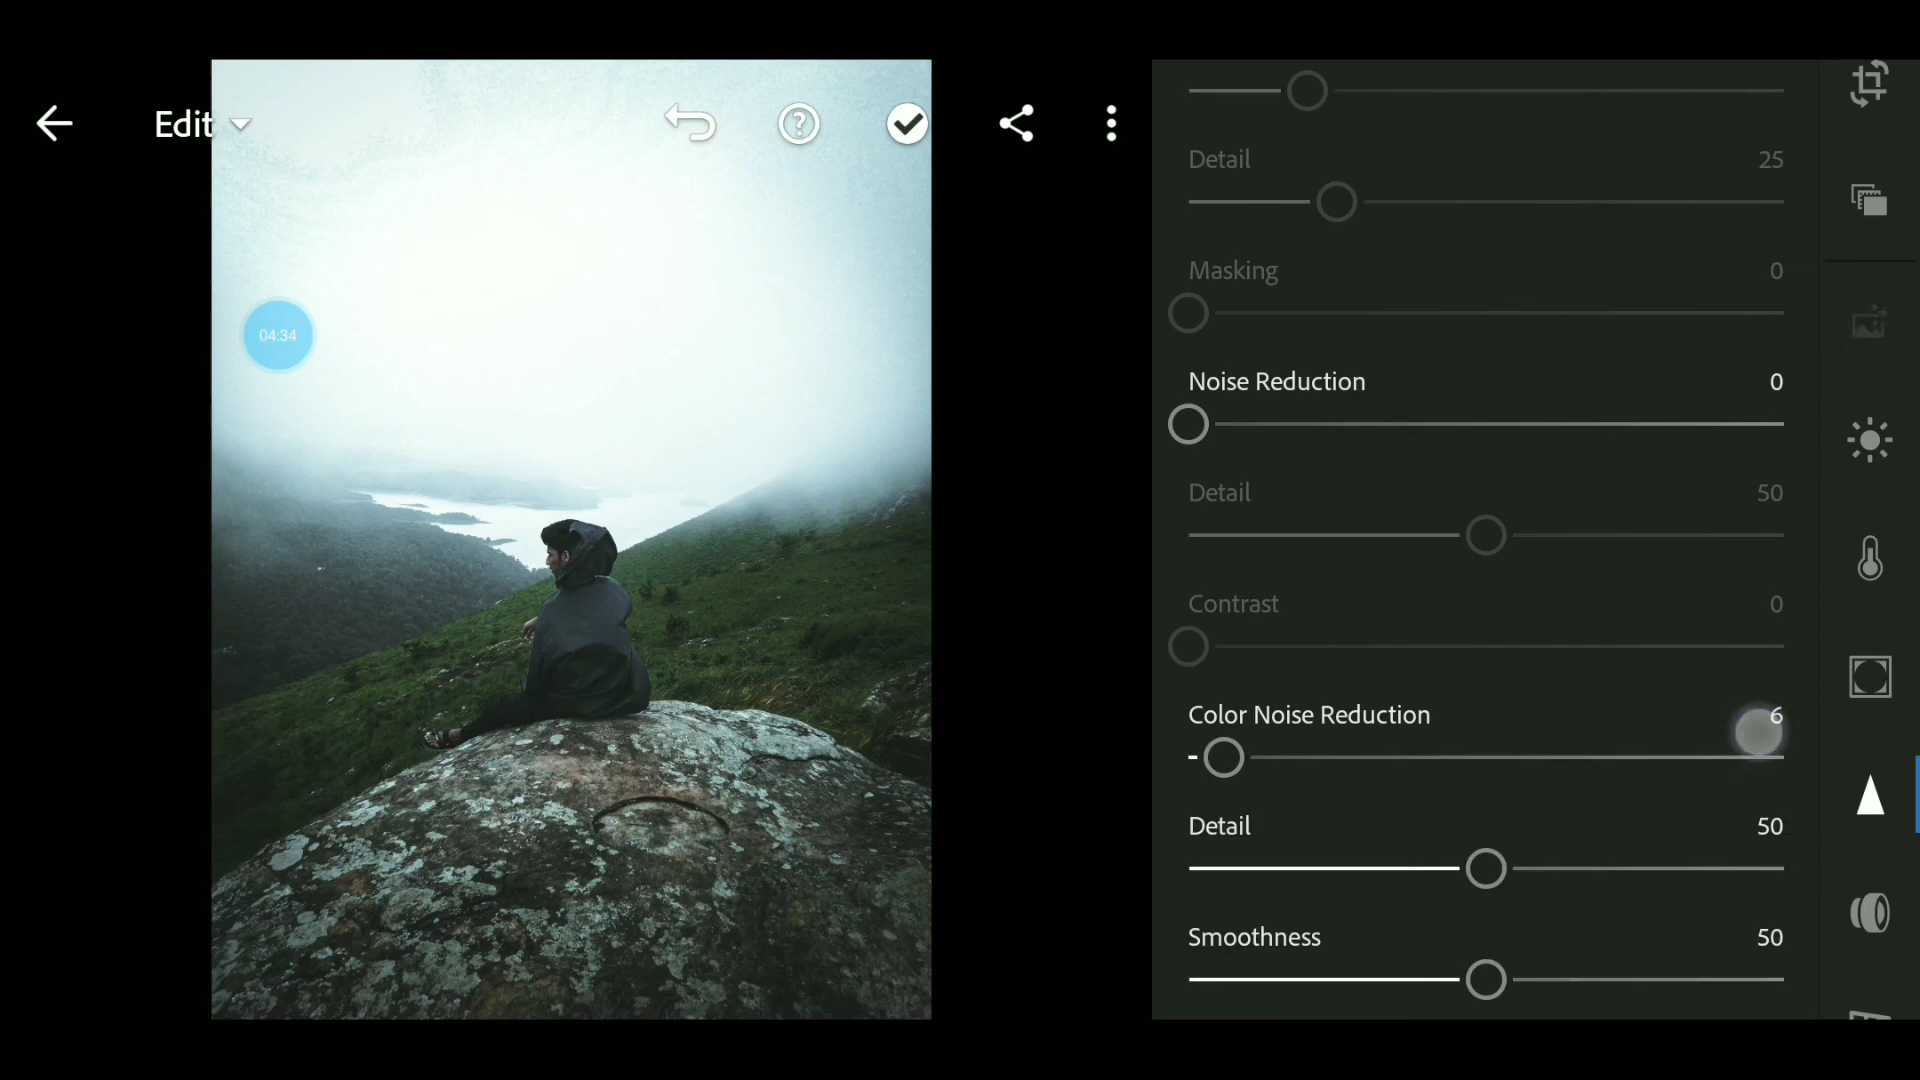 Edit
04:34
Detail 25
Masking 0
Noise Reduction 0
Detail 50
Contrast 0
Color Noise Reduction 6
Detail 50
Smoothness 50